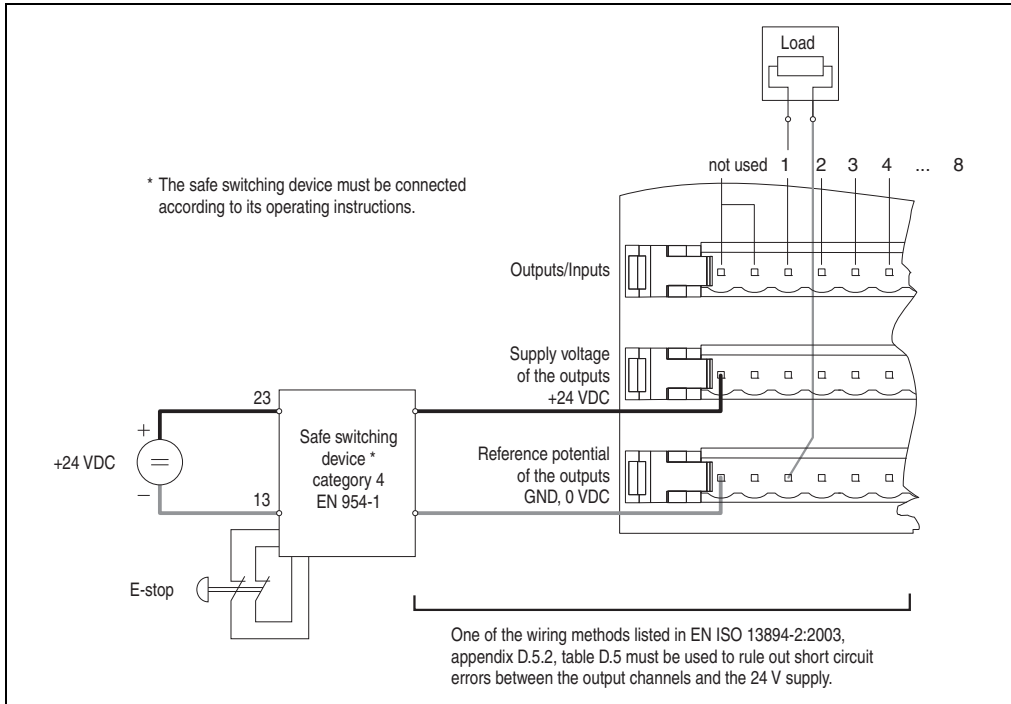 Load
not used 1 2 3 4 ... 8
* The safe switching device must be connected
according to its operating instructions.
Outputs/Inputs
Supply voltage
of the outputs
+24 VDC
23
+
+24 VDC
−
13
Safe switching
device *
category 4
EN 954-1
Reference potential
of the outputs
GND, 0 VDC
E-stop
One of the wiring methods listed in EN ISO 13894-2:2003,
appendix D.5.2, table D.5 must be used to rule out short circuit
errors between the output channels and the 24 V supply.